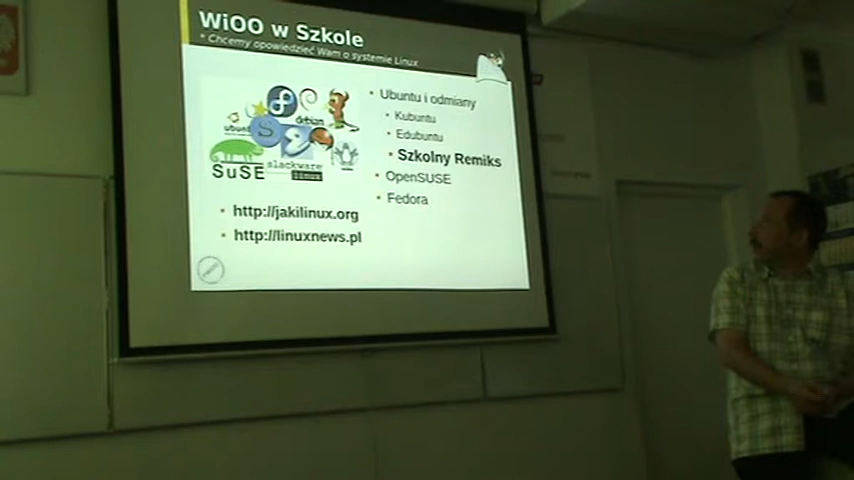 WiOO w Szkole
* Chcemy opowiedzieć Wam o systemie Linux
ubuntu
debian
SuSE
slackware
linux
• http://jakilinux.org
• http://linuxnews.pl
• Ubuntu i odmiany
• Kubuntu
• Edubuntu
• Szkolny Remiks
• OpenSUSE
• Fedora